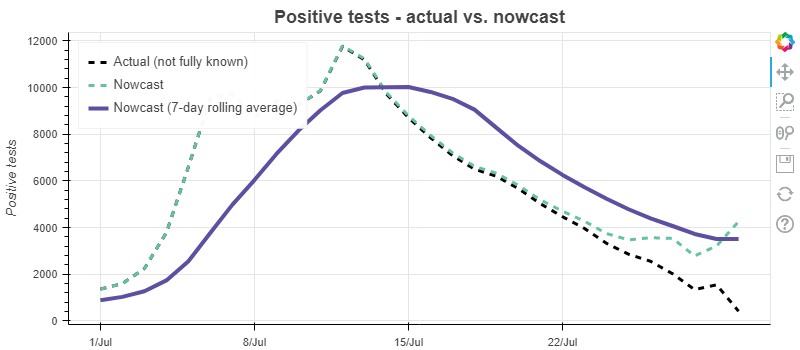 Positive tests - actual vs. nowcast
12000
10000
8000
6000
4000
2000
0
Positive tests
Actual (not fully known)
Nowcast
Nowcast (7-day rolling average)
1/Jul
8/Jul
15/Jul
22/Jul